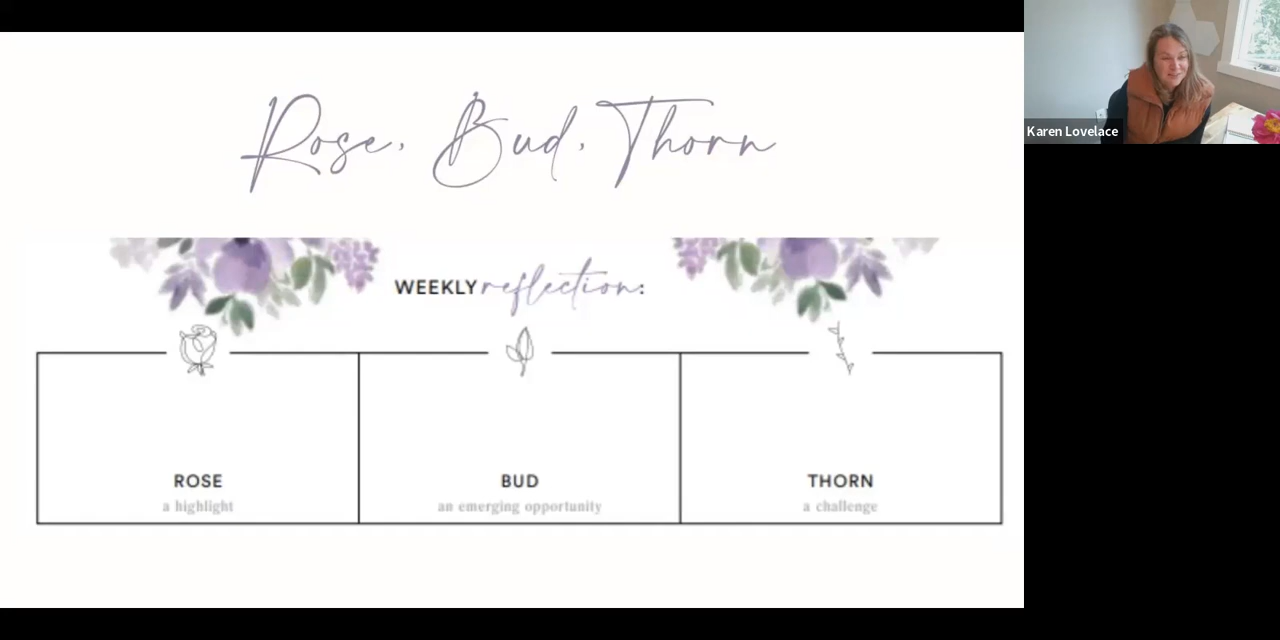 Rose, Bud, Thorn
Karen Lovelace
WEEKLY reflection:
ROSE
a highlight
BUD
an emerging opportunity
THORN
a challenge